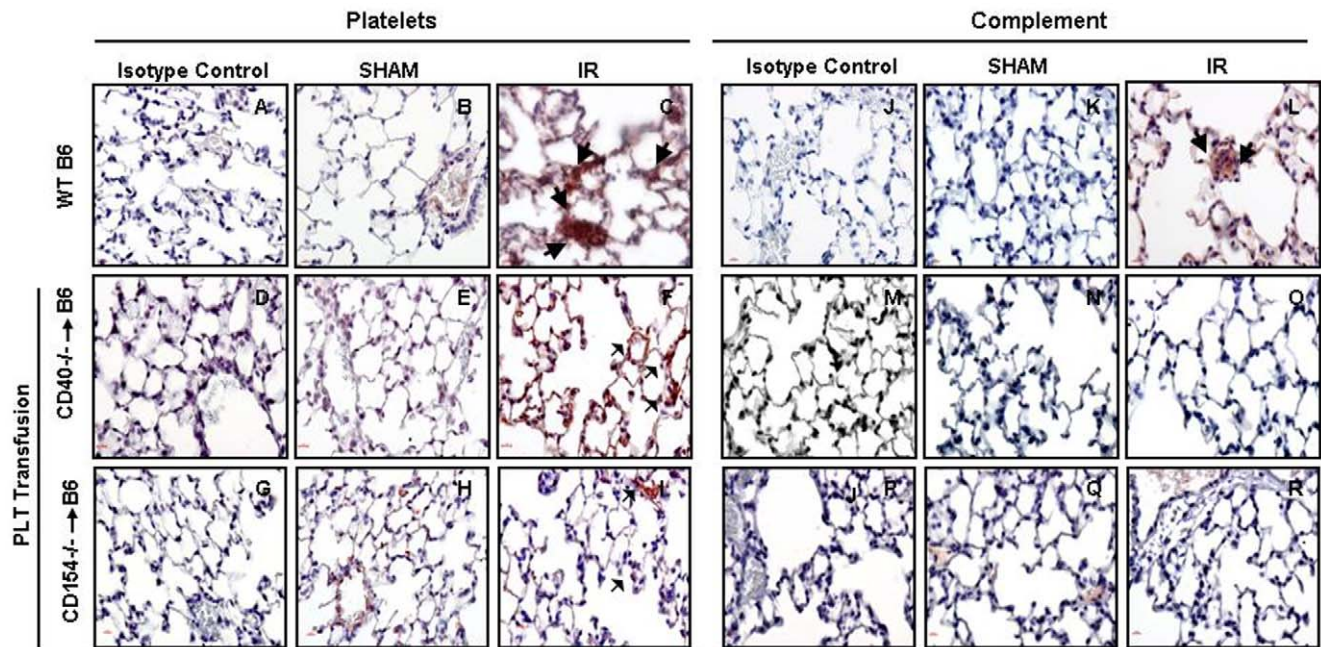 Platelets Complement
Isotype Control SHAM IR Isotype Control SHAM IR
WT B6
A B C J K L
PLT Transfusion
CD40-/- → B6
D E F M N O
CD154-/- → B6
G H I J P Q R